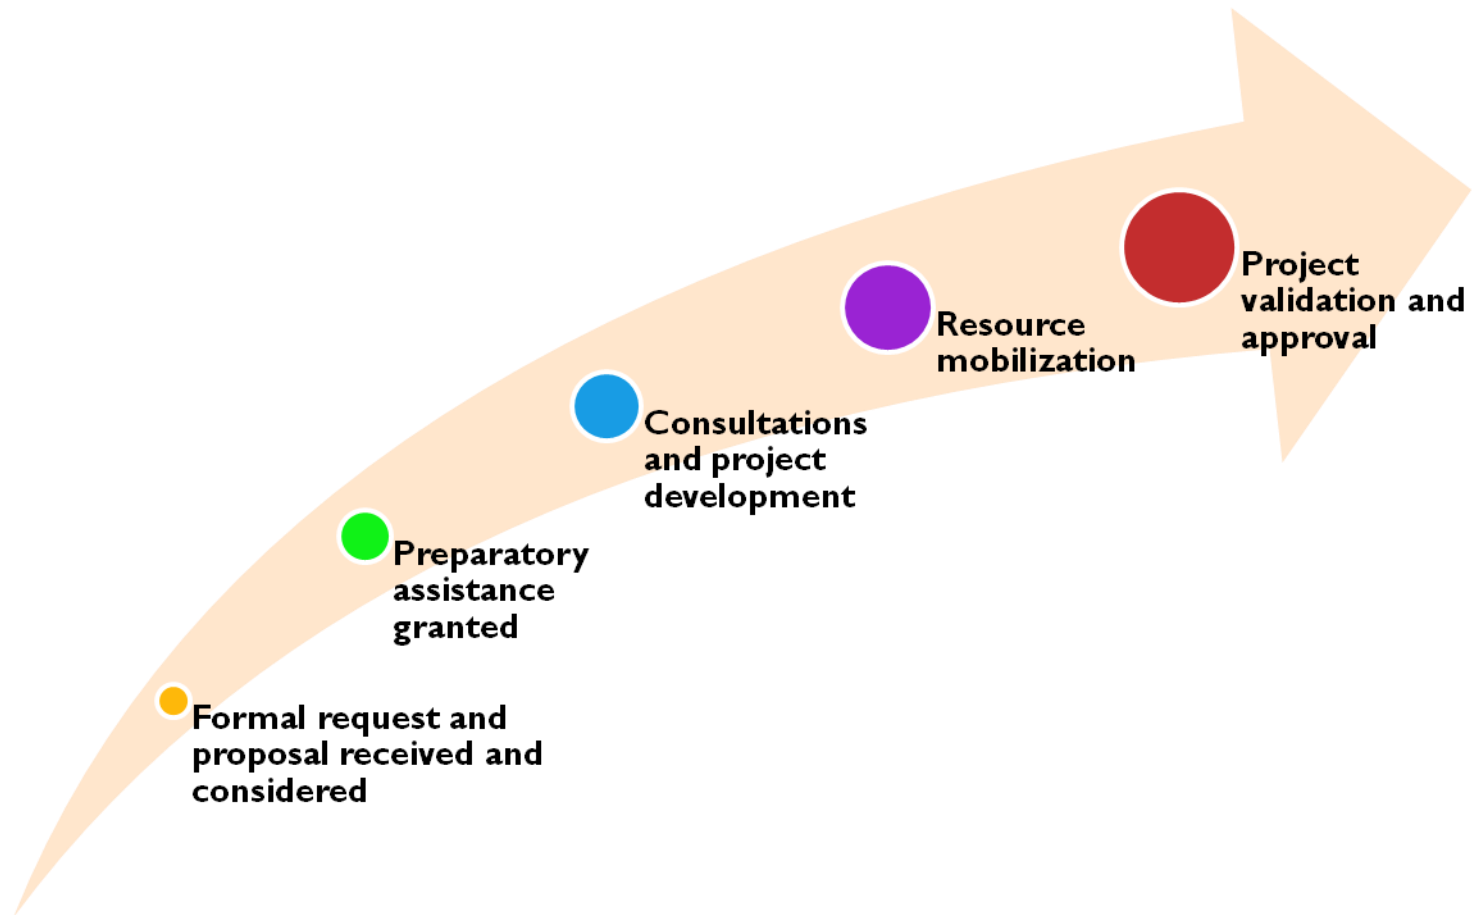 Project
validation and
approval
Resource
mobilization
Consultations
and project
development
Preparatory
assistance
granted
Formal request and
proposal received and
considered